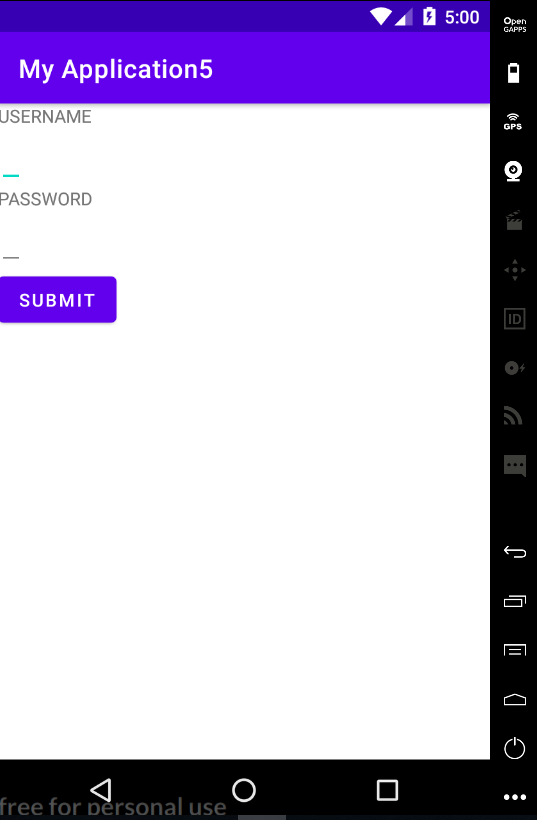 5:00
Open
GAPPS
My Application5
USERNAME
GPS
PASSWORD
SUBMIT
ID
free for personal use